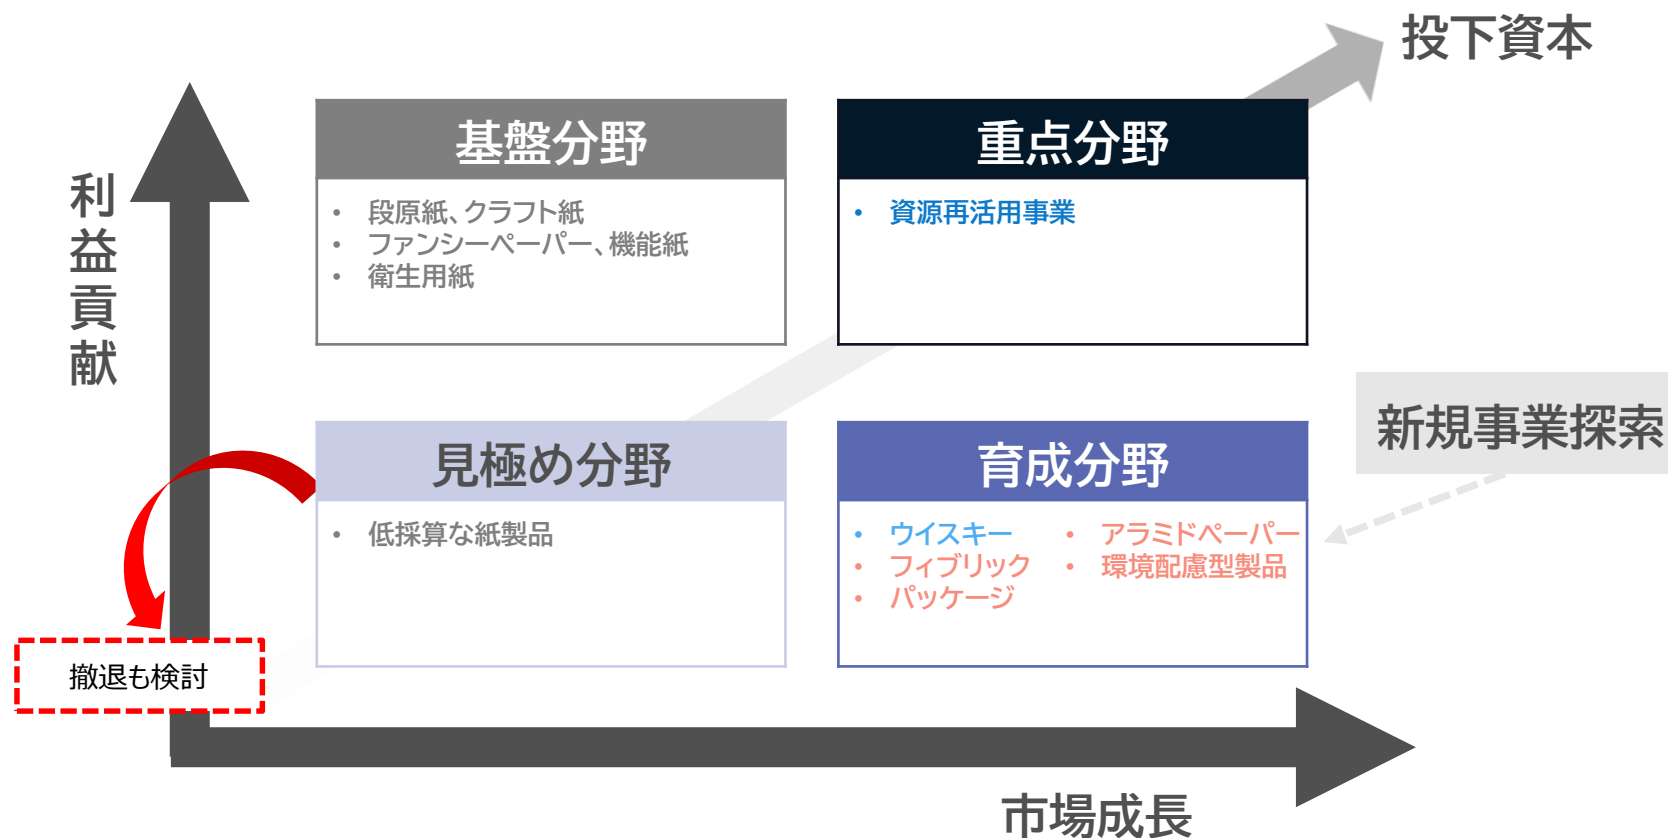 投下資本
利益貢献
基盤分野
• 段原紙、クラフト紙
• ファンシーペーパー、機能紙
• 衛生用紙
重点分野
• 資源再活用事業
新規事業探索
見極め分野
• 低採算な紙製品
育成分野
• ウイスキー
• フィブリック
• パッケージ
• アラミドペーパー
• 環境配慮型製品
撤退も検討
市場成長